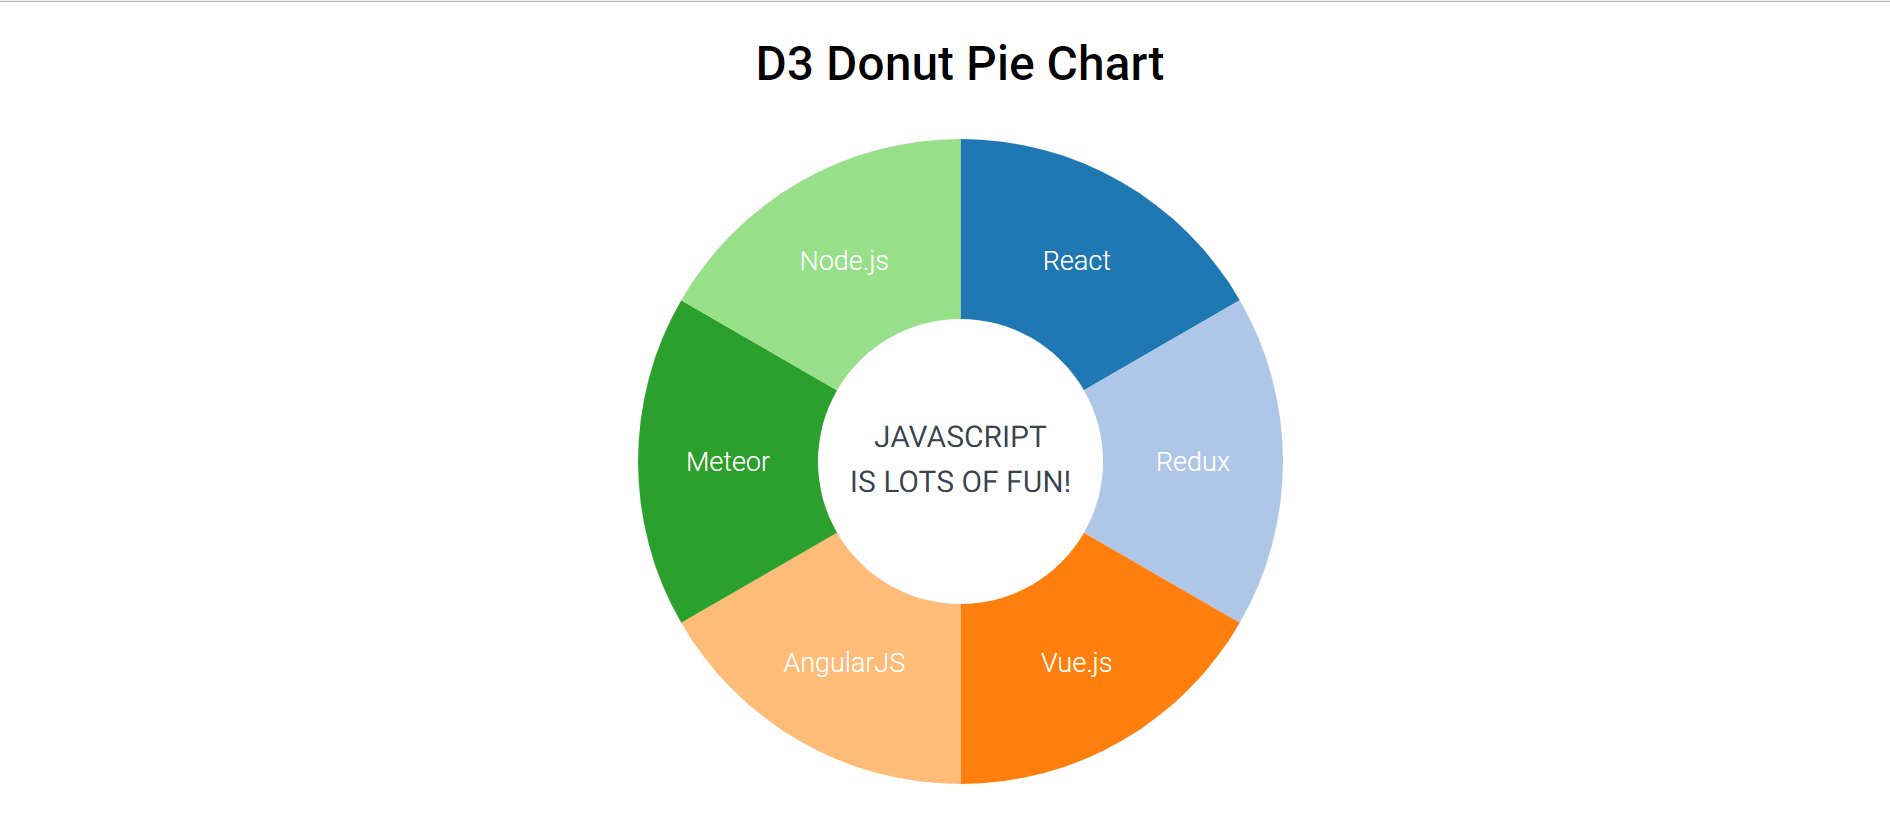 D3 Donut Pie Chart
Node.js
React
JAVASCRIPT
IS LOTS OF FUN!
Meteor
Redux
AngularJS
Vue.js